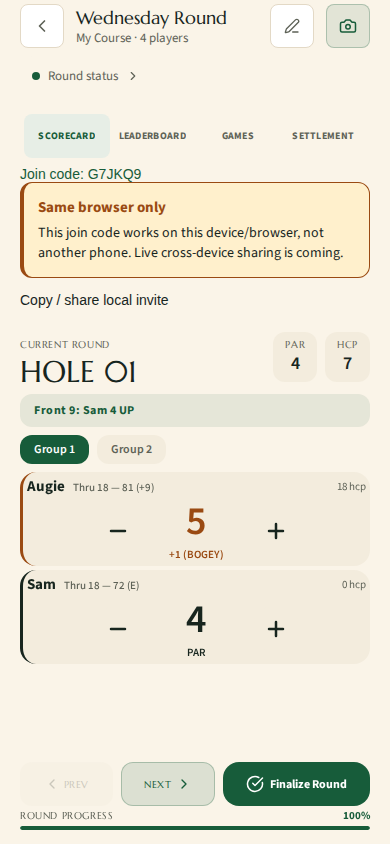 Wednesday Round
My Course · 4 players
Round status
SCORECARD LEADERBOARD GAMES SETTLEMENT
Join code: G7JKQ9
Same browser only
This join code works on this device/browser, not
another phone. Live cross-device sharing is coming.
Copy / share local invite
CURRENT ROUND
HOLE 01
PAR
4
HCP
7
Front 9: Sam 4 UP
Group 1 Group 2
Augie Thru 18 — 81 (+9) 18 hcp
− 5 +
+1 (BOGEY)
Sam Thru 18 — 72 (E) 0 hcp
− 4 +
PAR
PREV NEXT Finalize Round
ROUND PROGRESS 100%